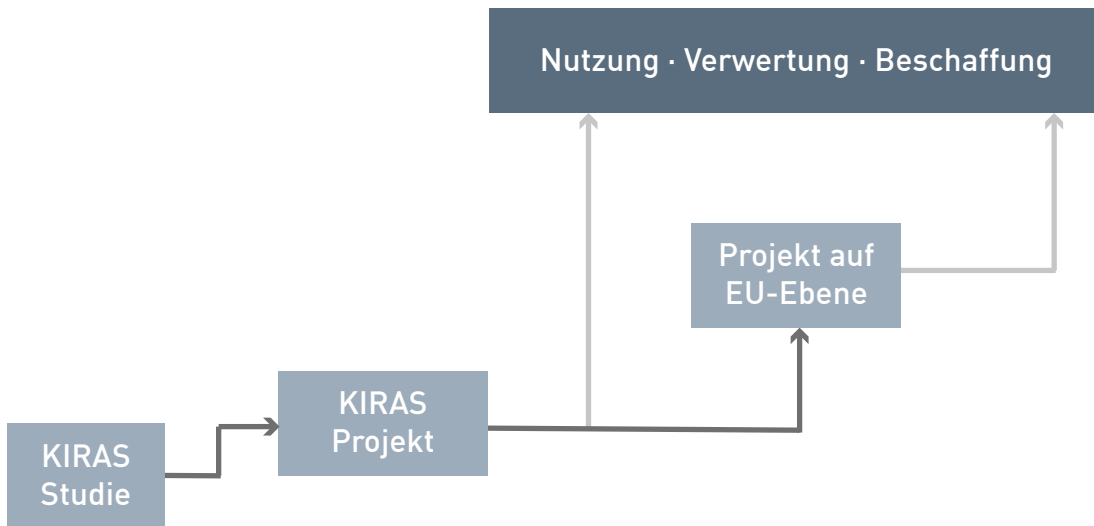 Nutzung · Verwertung · Beschaffung
Projekt auf
EU-Ebene
KIRAS
Projekt
KIRAS
Studie